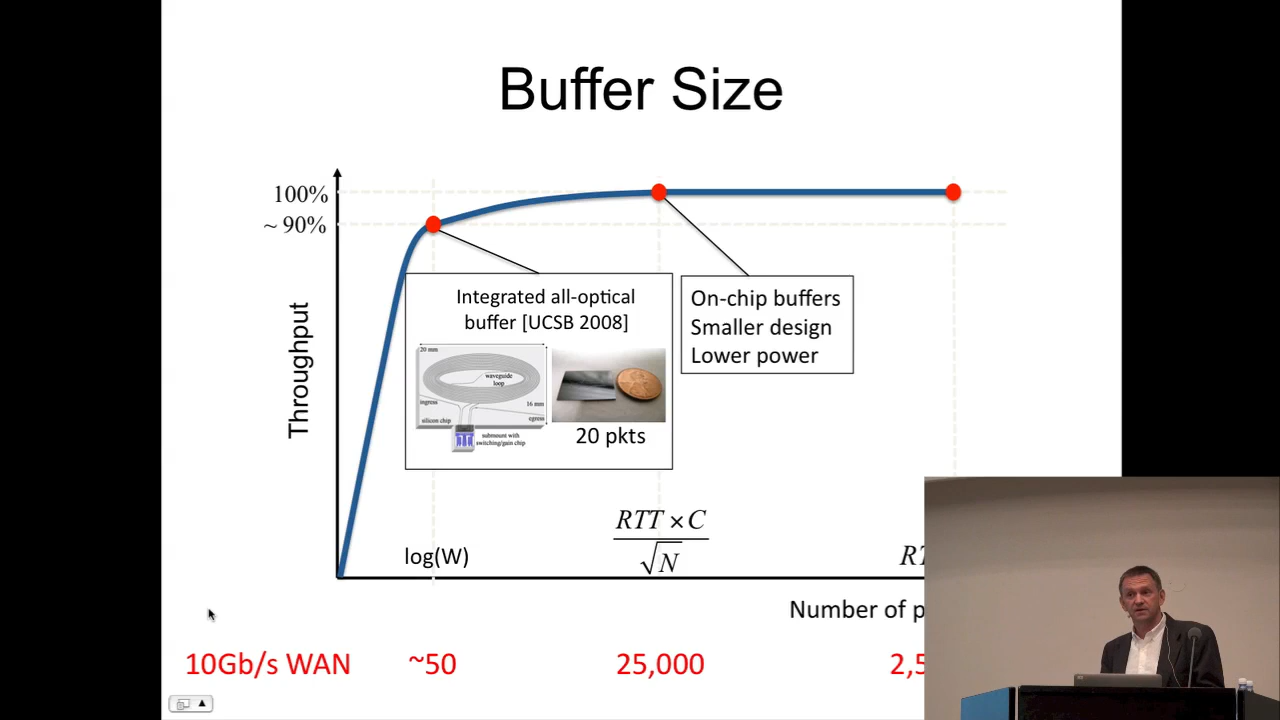 Buffer Size
100%
~ 90%
Throughput
Integrated all-optical
buffer [UCSB 2008]
20 mm
waveguide
loop
ingress
16 mm
egress
silicon chip
submount with
switching/gain chip
20 pkts
On-chip buffers
Smaller design
Lower power
log(W)
RTT × C
√N
RT
Number of p
10Gb/s WAN
~50
25,000
2,5